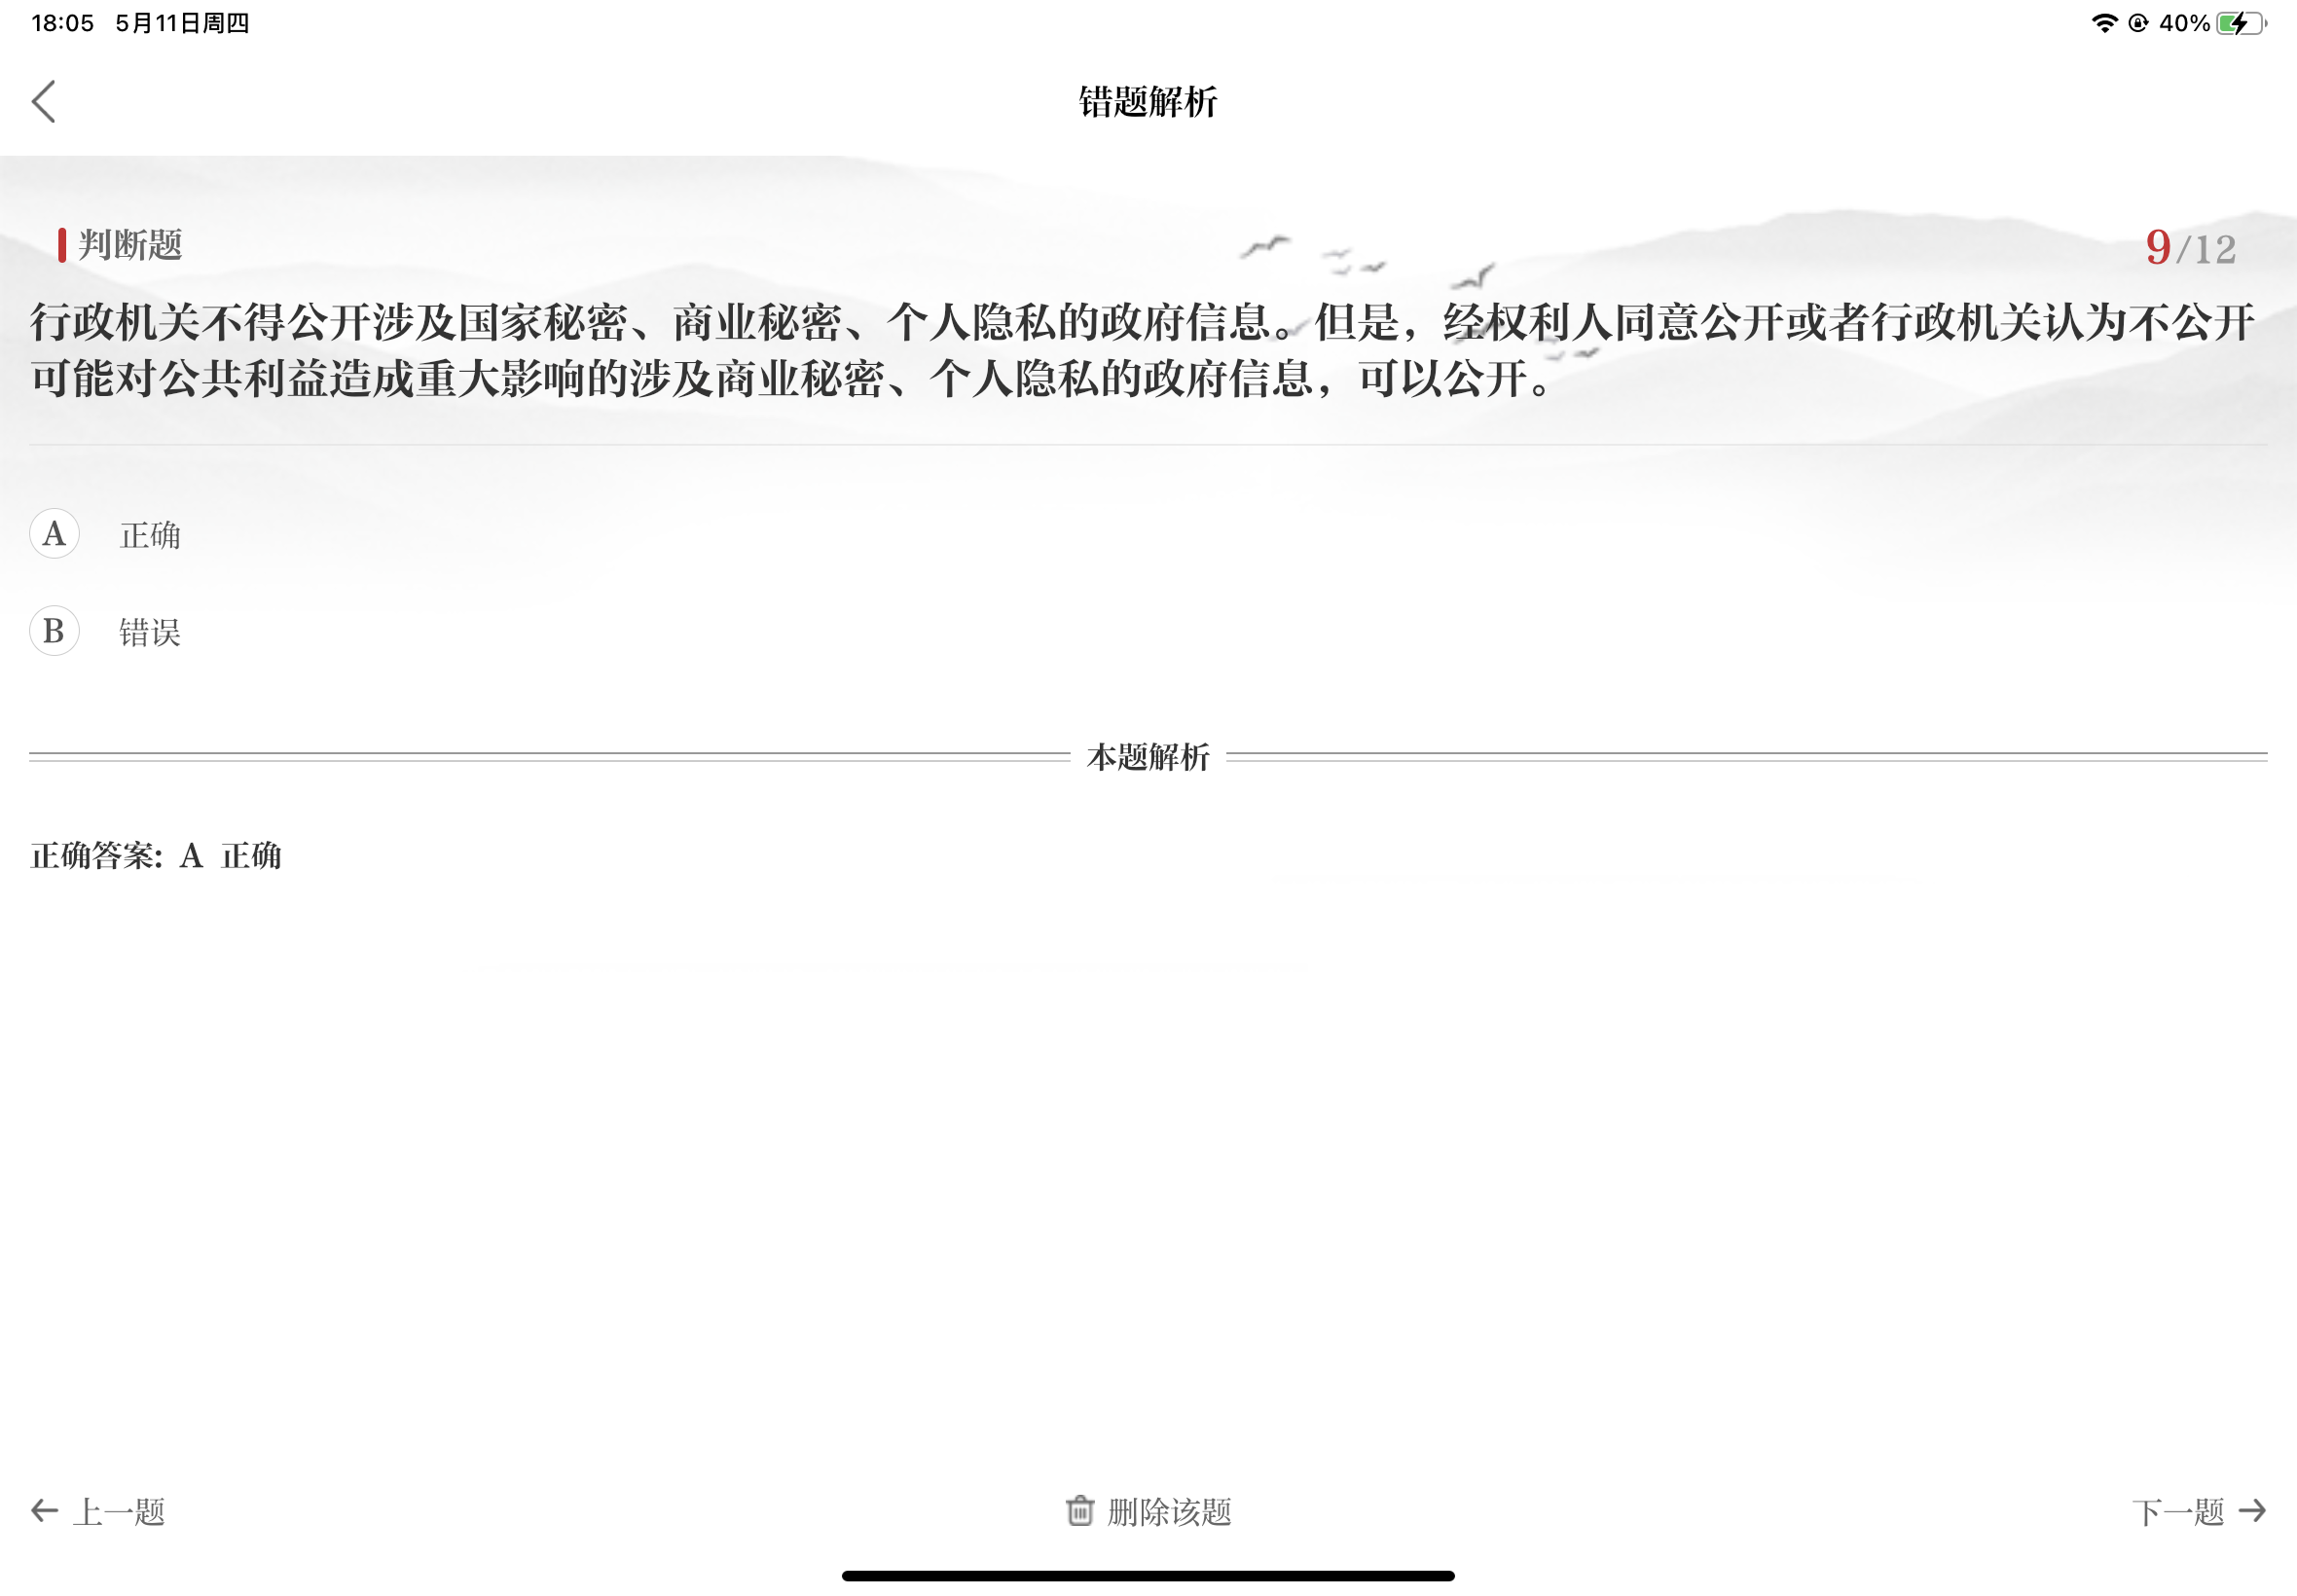 18:05 5月11日周四
40%
错题解析
判断题
9/12
行政机关不得公开涉及国家秘密、商业秘密、个人隐私的政府信息。但是，经权利人同意公开或者行政机关认为不公开
可能对公共利益造成重大影响的涉及商业秘密、个人隐私的政府信息，可以公开。
A 正确
B 错误
本题解析
正确答案: A 正确
上一题
删除该题
下一题